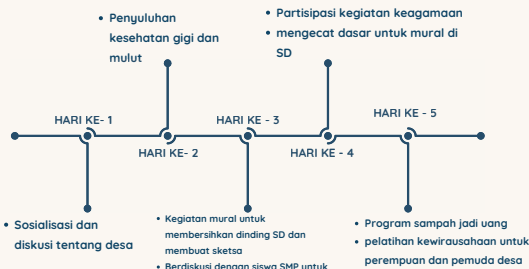 • Penyuluhan
kesehatan gigi dan
mulut
• Partisipasi kegiatan keagamaan
• mengecat dasar untuk mural di
SD
HARI KE- 1
HARI KE- 2
HARI KE - 3
HARI KE - 4
HARI KE - 5
• Sosialisasi dan
diskusi tentang desa
• Kegiatan mural untuk
membersihkan dinding SD dan
membuat sketsa
• Berdiskusi dengan siswa SMP untuk
• Program sampah jadi uang
• pelatihan kewirausahaan untuk
perempuan dan pemuda desa